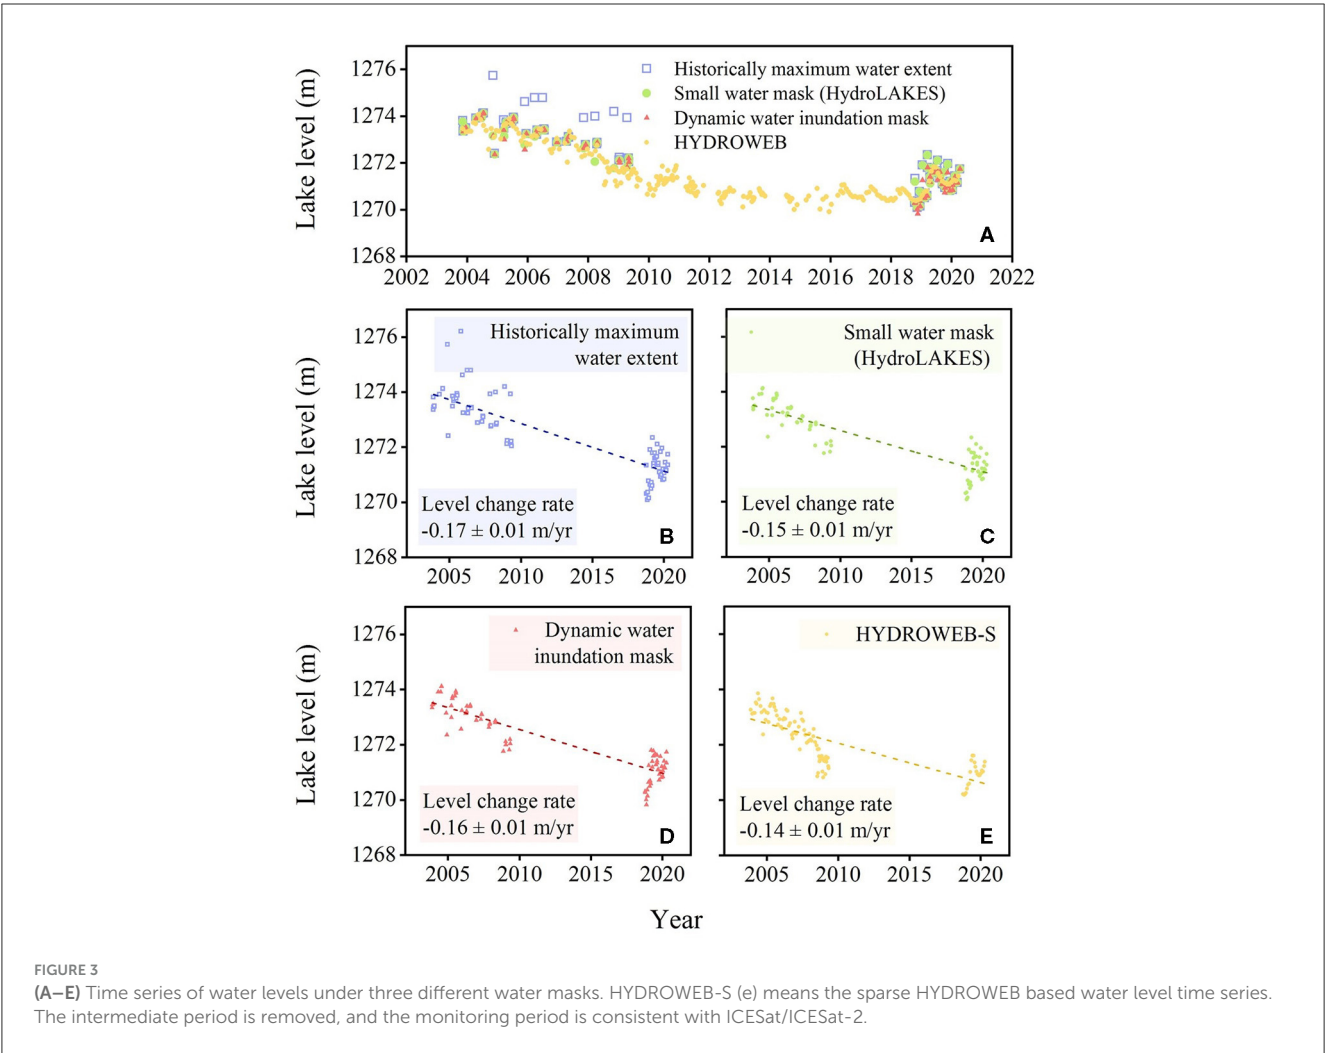 Lake level (m)
1276
1274
1272
1270
1268
Historically maximum water extent
Small water mask (HydroLAKES)
Dynamic water inundation mask
HYDROWEB
A
2002 2004 2006 2008 2010 2012 2014 2016 2018 2020 2022
Lake level (m)
1276
1274
1272
1270
1268
Historically maximum
water extent
Level change rate
-0.17 ± 0.01 m/yr
B
2005 2010 2015 2020
Small water mask
(HydroLAKES)
Level change rate
-0.15 ± 0.01 m/yr
C
2005 2010 2015 2020
Lake level (m)
1276
1274
1272
1270
1268
Dynamic water
inundation mask
Level change rate
-0.16 ± 0.01 m/yr
D
2005 2010 2015 2020
HYDROWEB-S
Level change rate
-0.14 ± 0.01 m/yr
E
2005 2010 2015 2020
Year
FIGURE 3
(A–E) Time series of water levels under three different water masks. HYDROWEB-S (e) means the sparse HYDROWEB based water level time series.
The intermediate period is removed, and the monitoring period is consistent with ICESat/ICESat-2.